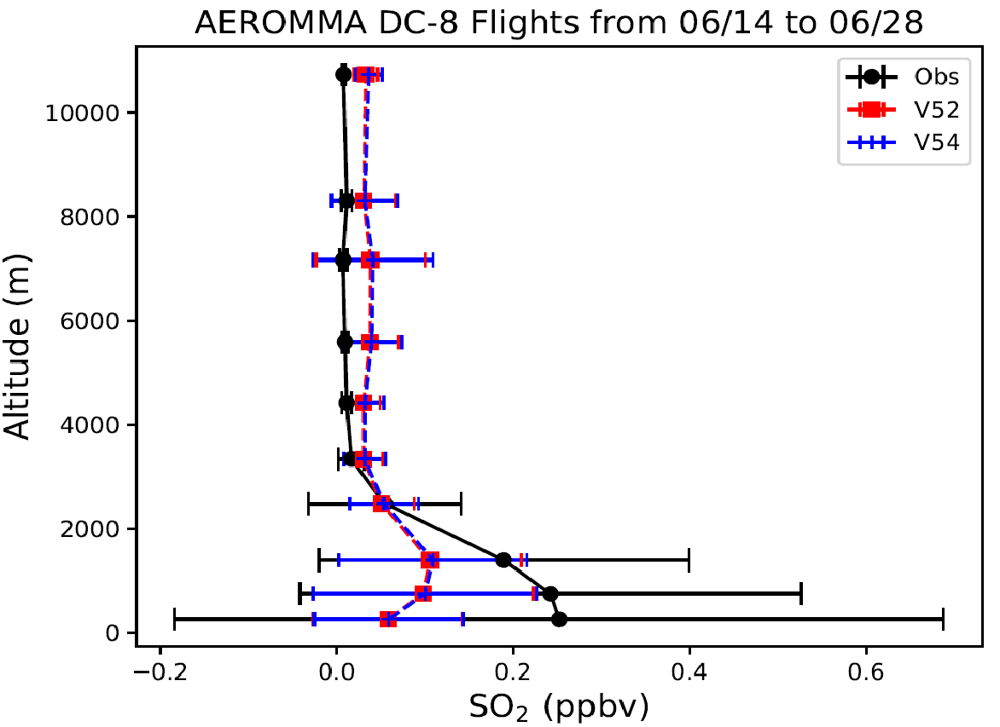 AEROMMA DC-8 Flights from 06/14 to 06/28
Obs
V52
V54
10000
8000
6000
4000
2000
0
Altitude (m)
−0.2
0.0
0.2
0.4
0.6
SO₂ (ppbv)